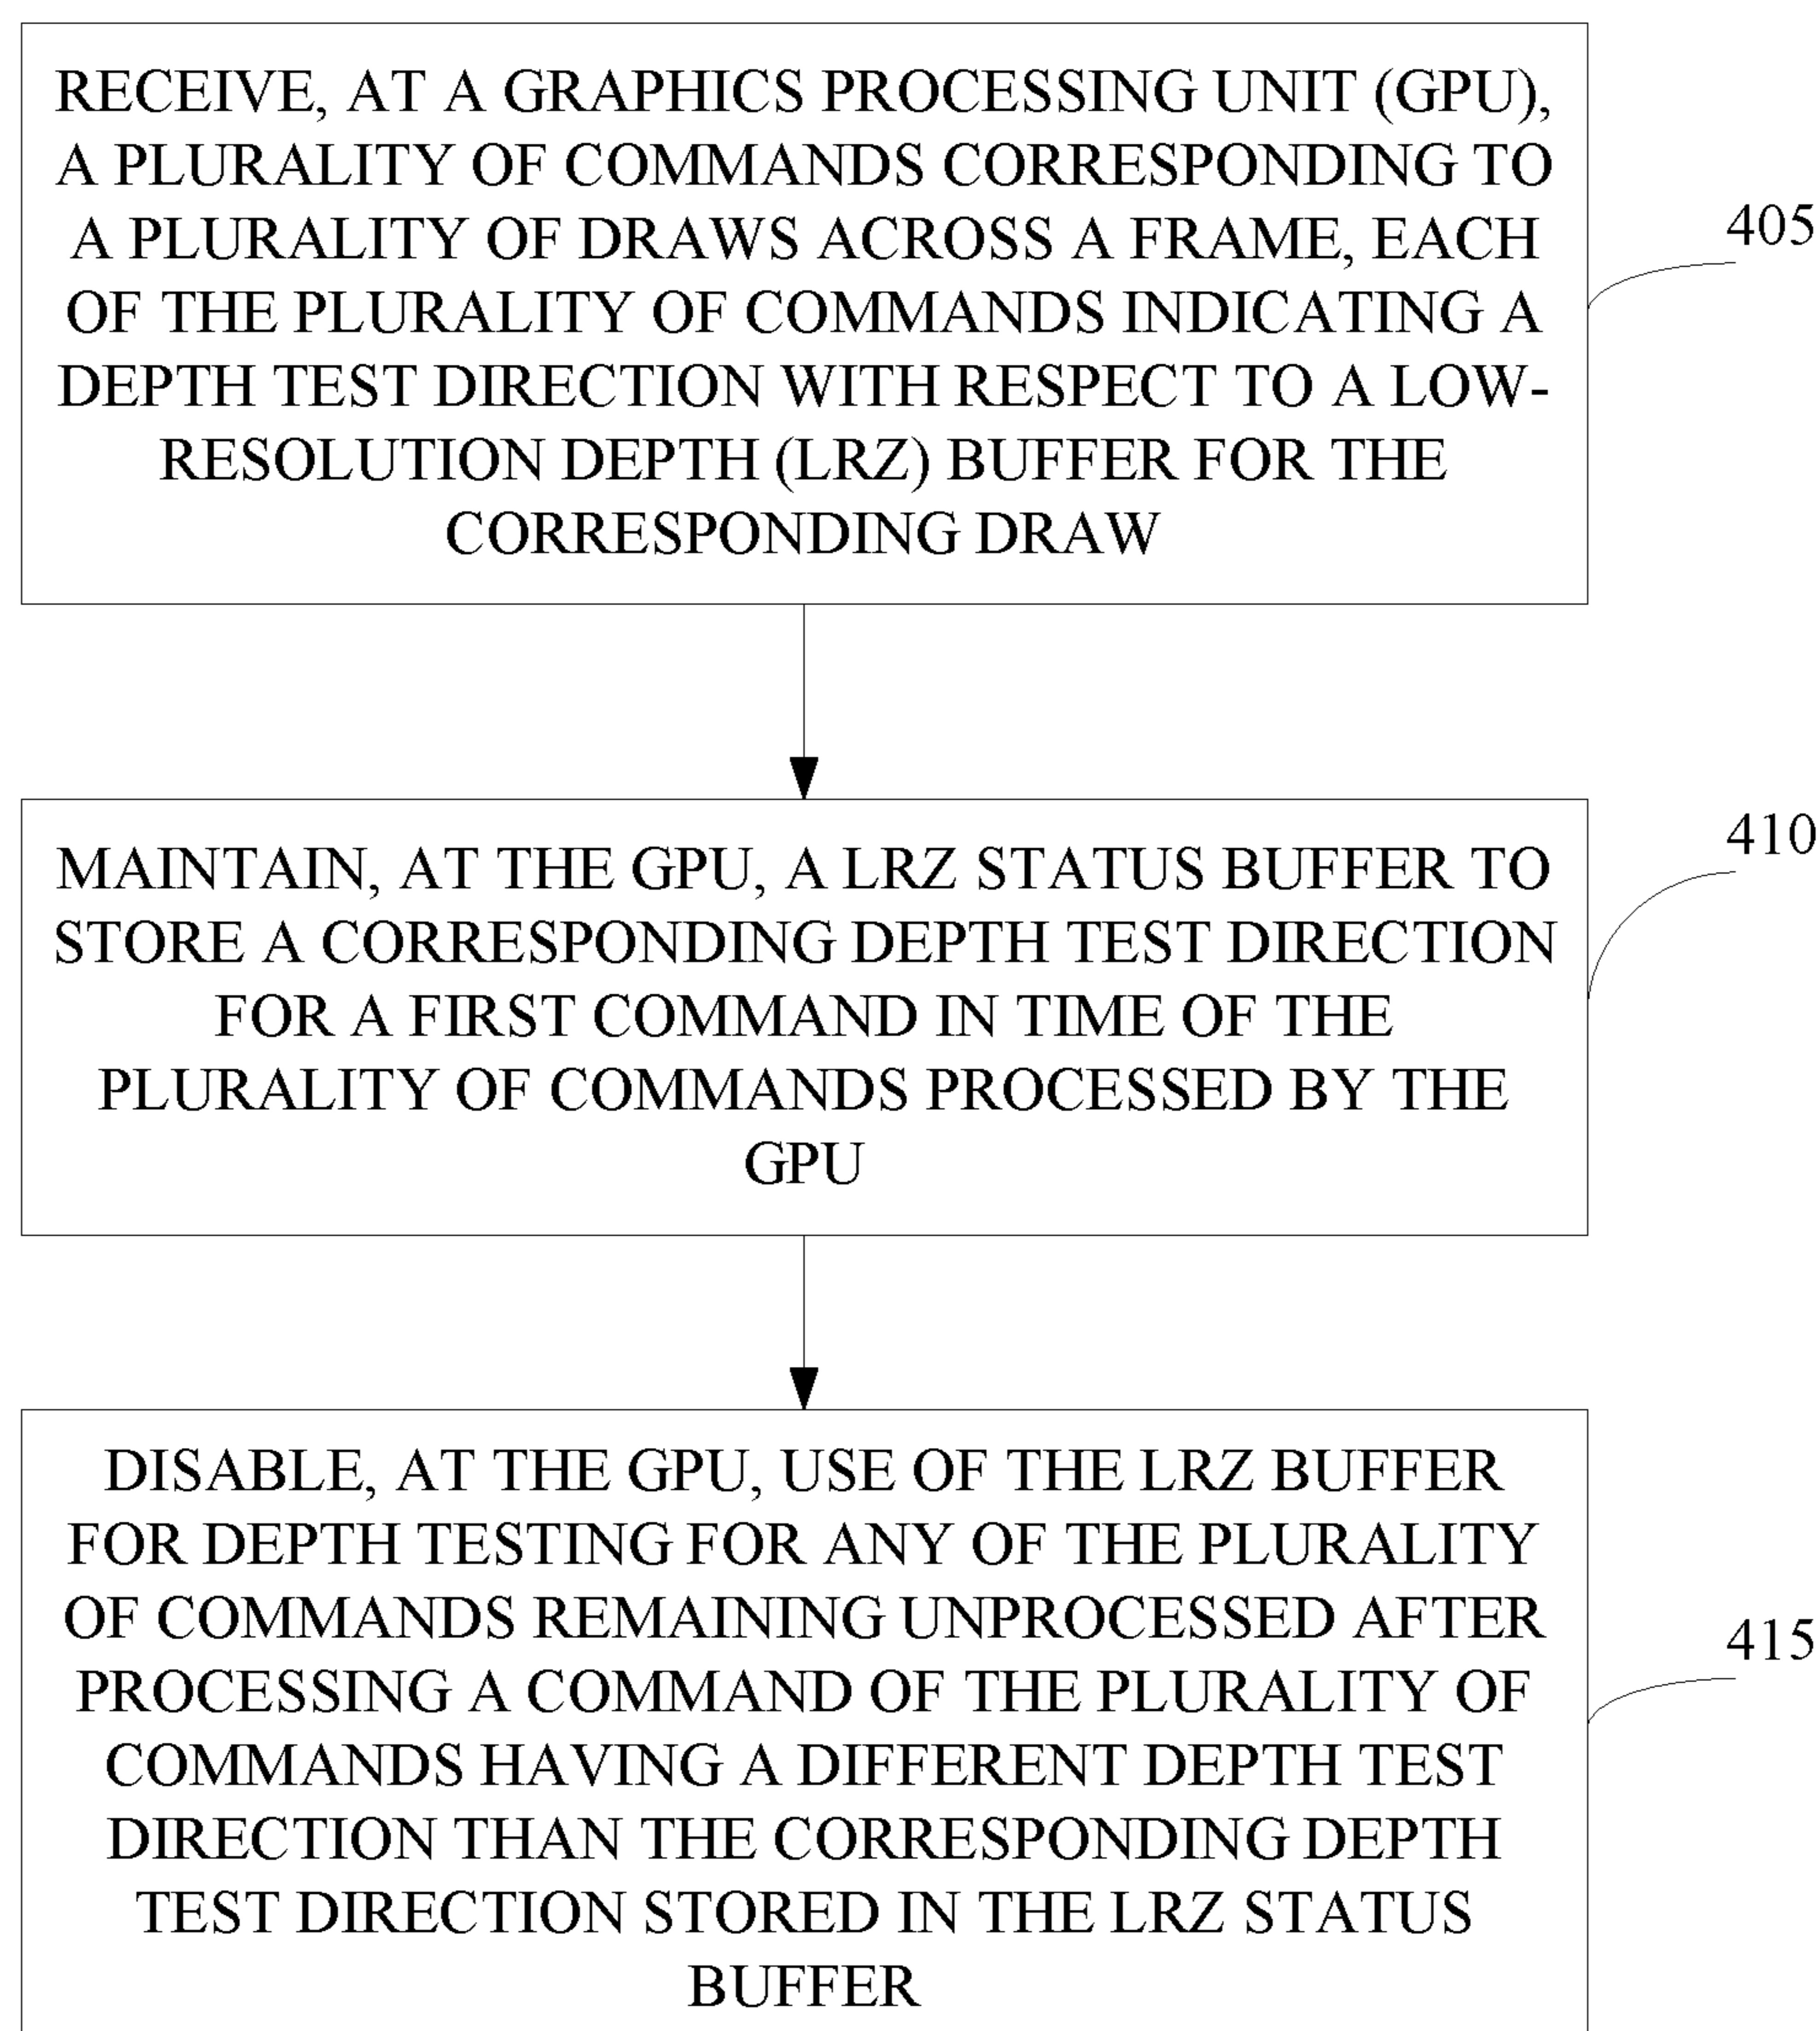 RECEIVE, AT A GRAPHICS PROCESSING UNIT (GPU),
A PLURALITY OF COMMANDS CORRESPONDING TO
A PLURALITY OF DRAWS ACROSS A FRAME, EACH
OF THE PLURALITY OF COMMANDS INDICATING A
DEPTH TEST DIRECTION WITH RESPECT TO A LOW-
RESOLUTION DEPTH (LRZ) BUFFER FOR THE
CORRESPONDING DRAW
405
MAINTAIN, AT THE GPU, A LRZ STATUS BUFFER TO
STORE A CORRESPONDING DEPTH TEST DIRECTION
FOR A FIRST COMMAND IN TIME OF THE
PLURALITY OF COMMANDS PROCESSED BY THE
GPU
410
DISABLE, AT THE GPU, USE OF THE LRZ BUFFER
FOR DEPTH TESTING FOR ANY OF THE PLURALITY
OF COMMANDS REMAINING UNPROCESSED AFTER
PROCESSING A COMMAND OF THE PLURALITY OF
COMMANDS HAVING A DIFFERENT DEPTH TEST
DIRECTION THAN THE CORRESPONDING DEPTH
TEST DIRECTION STORED IN THE LRZ STATUS
BUFFER
415